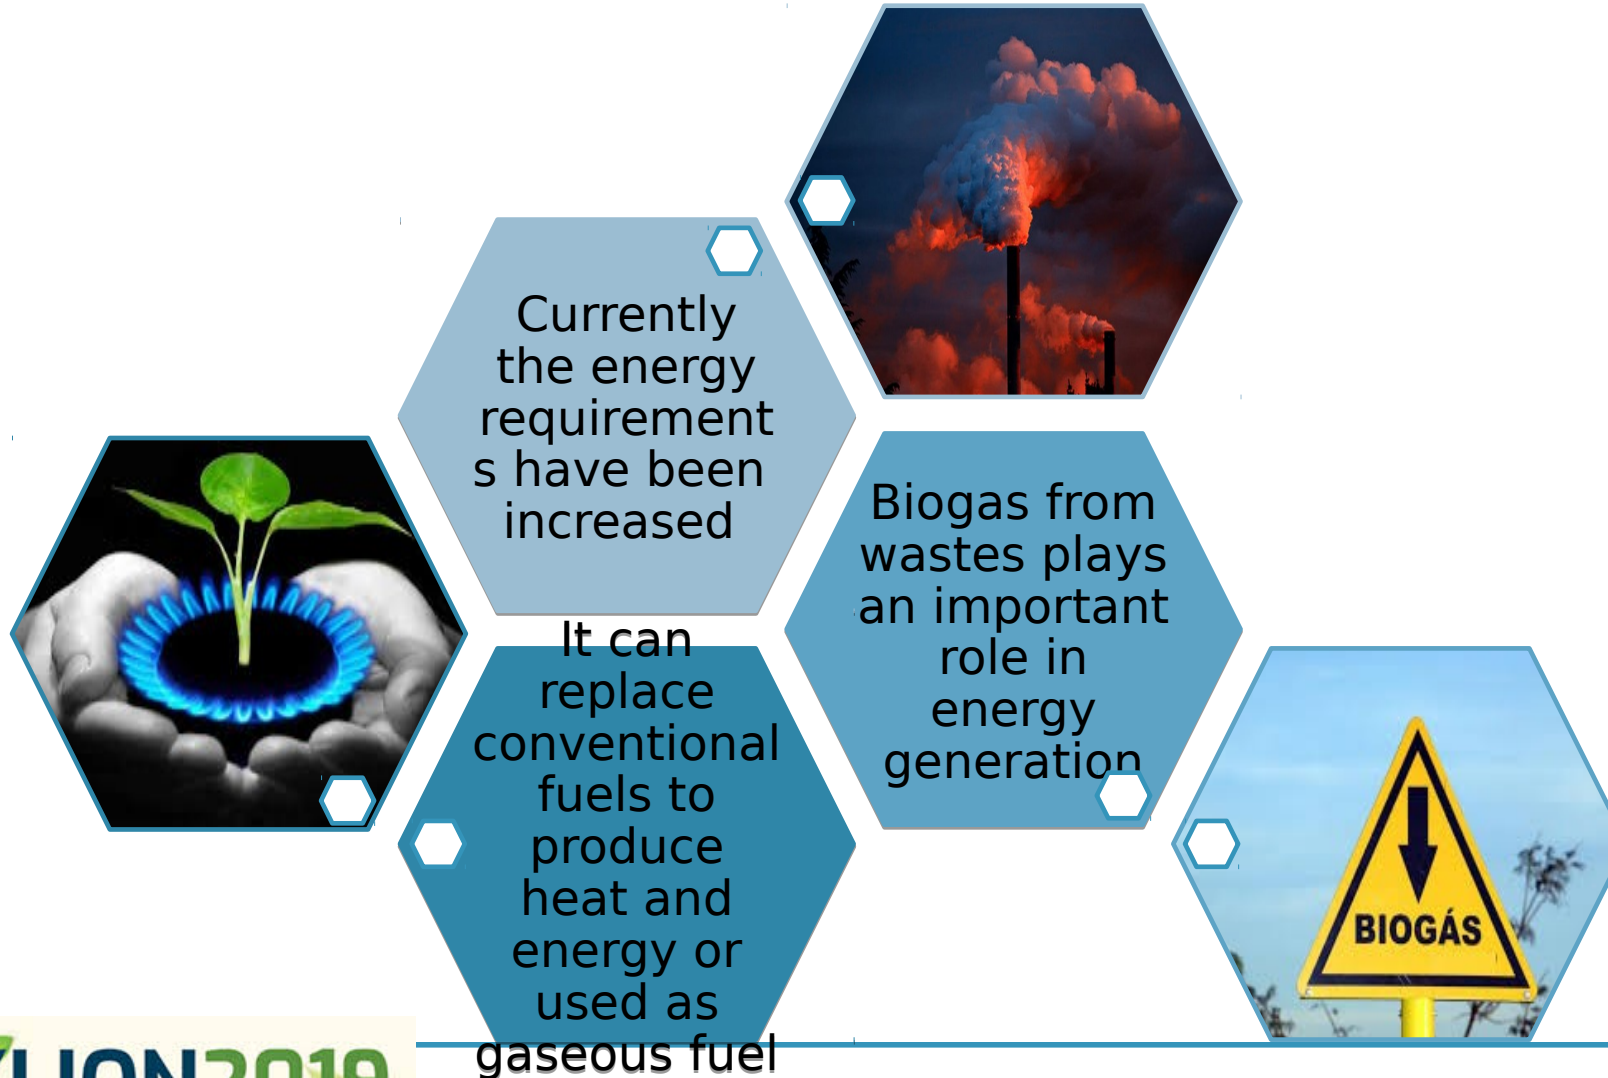 Currently
the energy
requirement
s have been
increased
Biogas from
wastes plays
an important
role in
energy
generation
It can
replace
conventional
fuels to
produce
heat and
energy or
used as
gaseous fuel
BIOGÁS